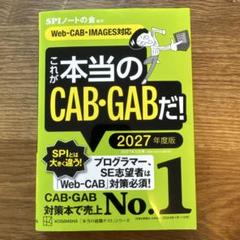 SPIノートの会 編著
Web-CAB・IMAGES対応
これが
本当の
CAB・GABだ!
2027年度版
SPIとは
大きく違う!
プログラマー、
SE志望者は
「Web-CAB」対策必須!
CAB・GAB
対策本で売上
No.1
KODANSHA